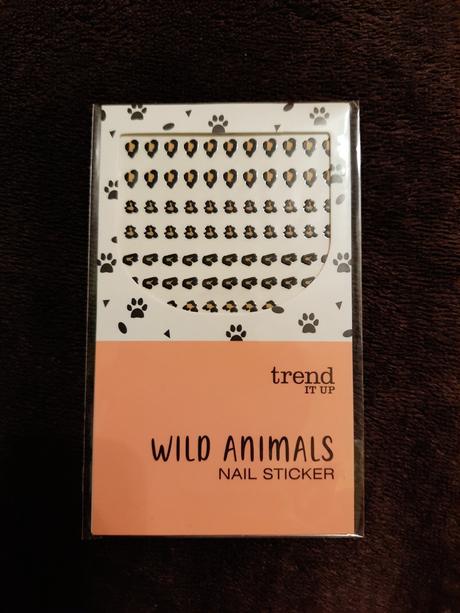 trend
IT UP
WILD ANIMALS
NAIL STICKER